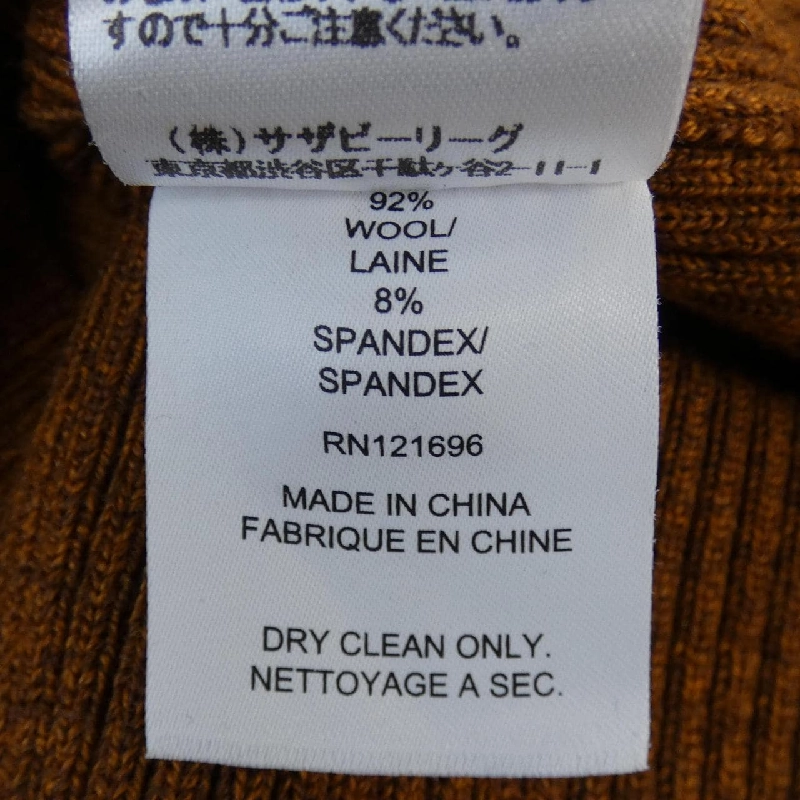 すので十分ご注意ください。
(株)サザビーリーグ
東京都渋谷区千駄ヶ谷2-11-1
92%
WOOL/
LAINE
8%
SPANDEX/
SPANDEX
RN121696
MADE IN CHINA
FABRIQUE EN CHINE
DRY CLEAN ONLY.
NETTOYAGE A SEC.